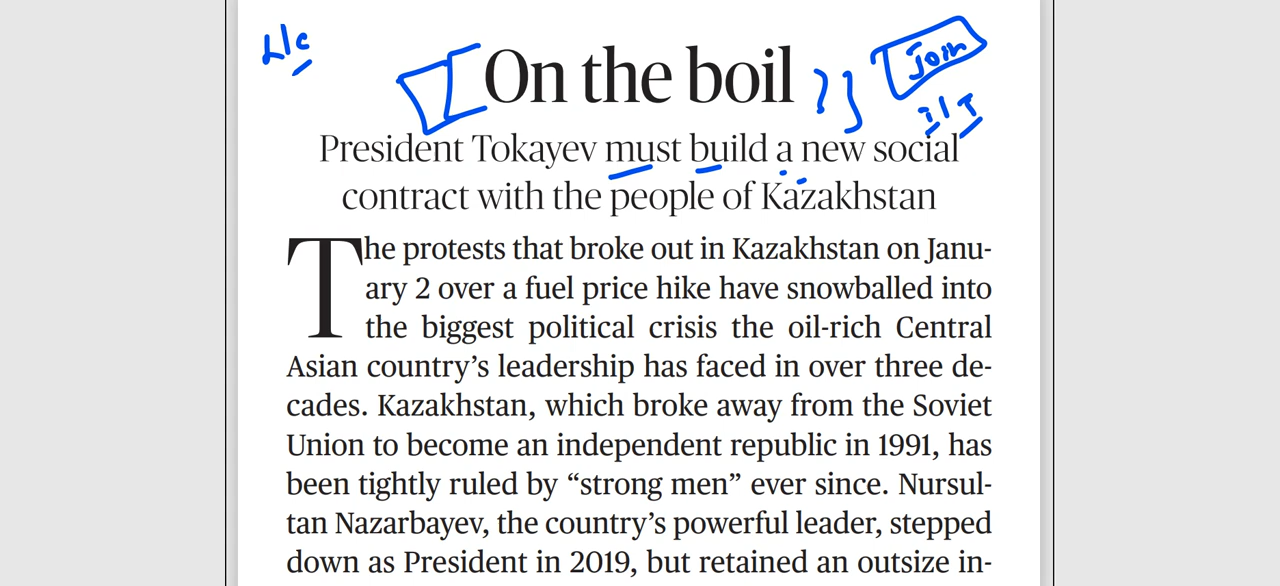 On the boil
Join
President Tokayev must build a new social
contract with the people of Kazakhstan
The protests that broke out in Kazakhstan on Janu-
ary 2 over a fuel price hike have snowballed into
the biggest political crisis the oil-rich Central
Asian country's leadership has faced in over three de-
cades. Kazakhstan, which broke away from the Soviet
Union to become an independent republic in 1991, has
been tightly ruled by “strong men” ever since. Nursul-
tan Nazarbayev, the country's powerful leader, stepped
down as President in 2019, but retained an outsize in-